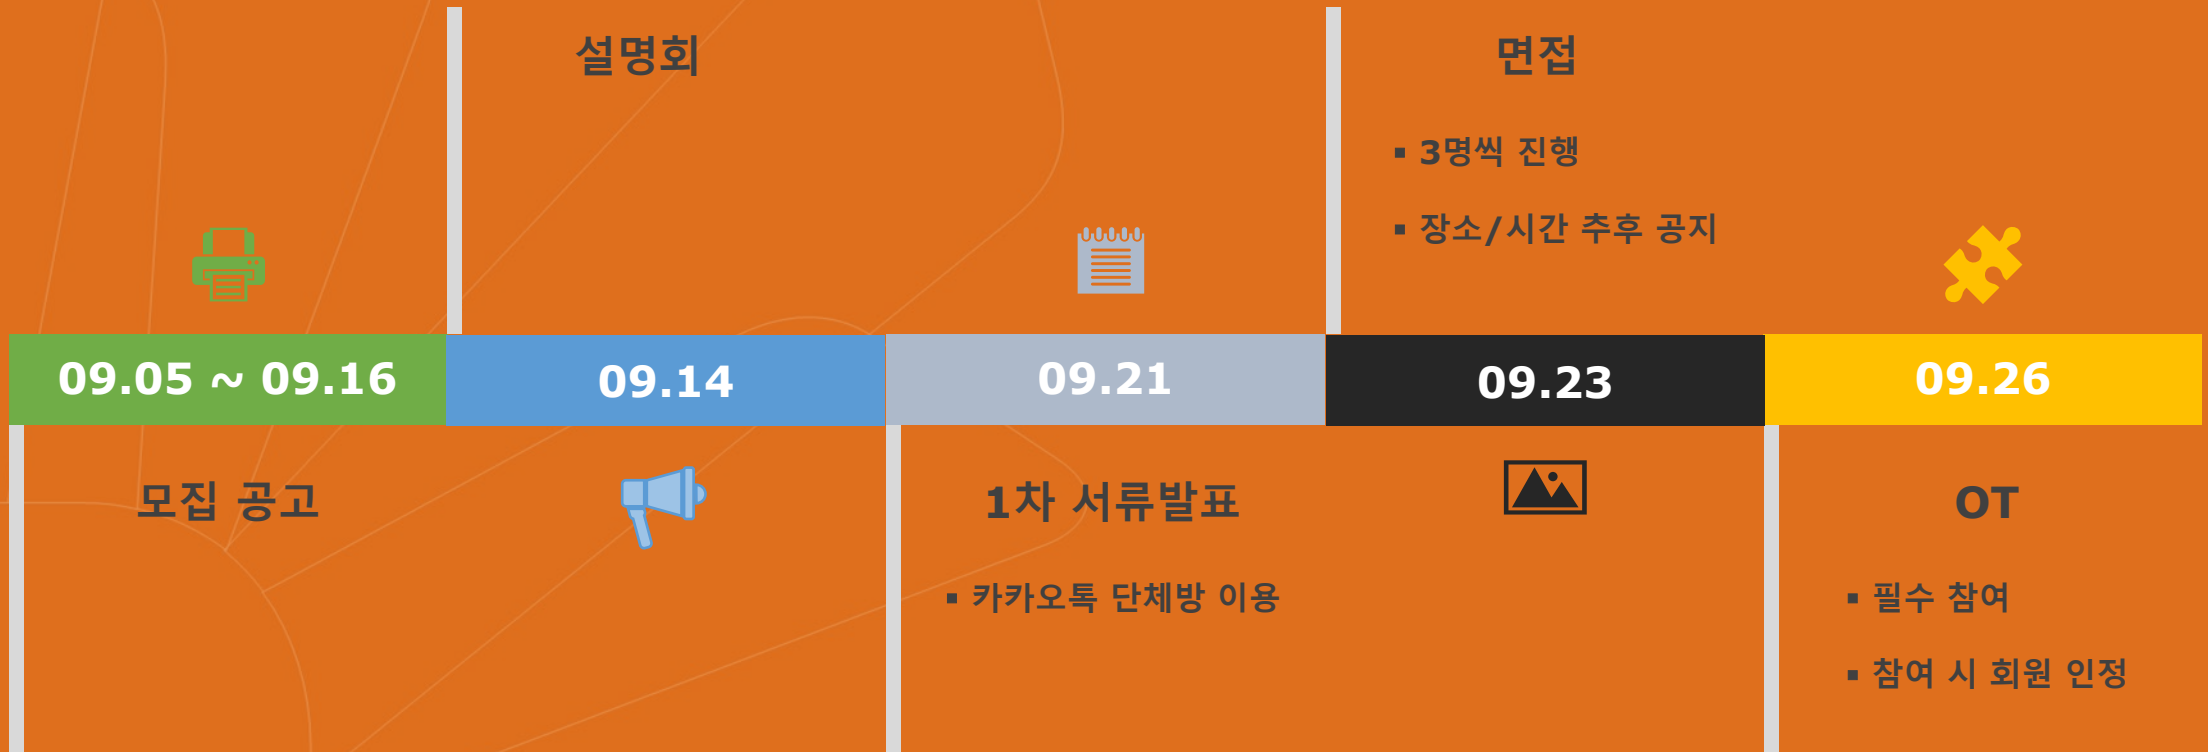 설명회
면접
▪ 3명씩 진행
▪ 장소/시간 추후 공지
09.05 ~ 09.16
09.14
09.21
09.23
09.26
모집 공고
1차 서류발표
▪ 카카오톡 단체방 이용
OT
▪ 필수 참여
▪ 참여 시 회원 인정